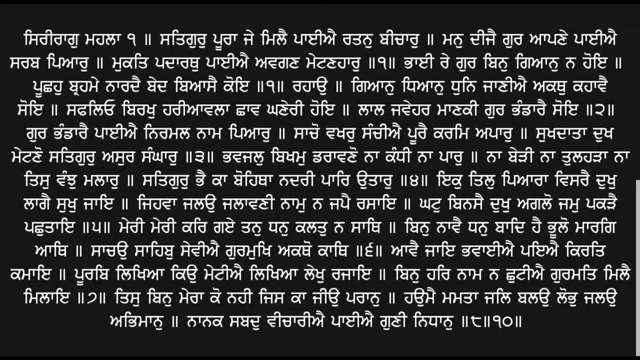 ਸਿਰੀਰਾਗੁ ਮਹਲਾ ੧ ॥ ਸਤਿਗੁਰੁ ਪੂਰਾ ਜੇ ਮਿਲੈ ਪਾਈਐ ਰਤਨੁ ਬੀਚਾਰੁ ॥ ਮਨੁ ਦੀਜੈ ਗੁਰ ਆਪਣੇ ਪਾਈਐ
ਸਰਬ ਪਿਆਰੁ ॥ ਮੁਕਤਿ ਪਦਾਰਥੁ ਪਾਈਐ ਅਵਗਣ ਮੇਟਣਹਾਰੁ ॥੧॥ ਭਾਈ ਰੇ ਗੁਰ ਬਿਨੁ ਗਿਆਨੁ ਨ ਹੋਇ ॥
ਪੂਛਹੁ ਬ੍ਰਹਮੇ ਨਾਰਦੈ ਬੇਦ ਬਿਆਸੈ ਕੋਇ ॥੧॥ ਰਹਾਉ ॥ ਗਿਆਨੁ ਧਿਆਨੁ ਧੁਨਿ ਜਾਣੀਐ ਅਕਥੁ ਕਹਾਵੈ
ਸੋਇ ॥ ਸਫਲਿਓ ਬਿਰਖੁ ਹਰੀਆਵਲਾ ਛਾਵ ਘਣੇਰੀ ਹੋਇ ॥ ਲਾਲ ਜਵੇਹਰ ਮਾਣਕੀ ਗੁਰ ਭੰਡਾਰੈ ਸੋਇ ॥੨॥
ਗੁਰ ਭੰਡਾਰੈ ਪਾਈਐ ਨਿਰਮਲ ਨਾਮ ਪਿਆਰੁ ॥ ਸਾਚੋ ਵਖਰੁ ਸੰਚੀਐ ਪੂਰੈ ਕਰਮਿ ਅਪਾਰੁ ॥ ਸੁਖਦਾਤਾ ਦੁਖ
ਮੇਟਣੋ ਸਤਿਗੁਰੁ ਅਸੁਰ ਸੰਘਾਰੁ ॥੩॥ ਭਵਜਲੁ ਬਿਖਮੁ ਡਰਾਵਣੋ ਨਾ ਕੰਧੀ ਨਾ ਪਾਰੁ ॥ ਨਾ ਬੇੜੀ ਨਾ ਤੁਲਹੜਾ ਨਾ
ਤਿਸੁ ਵੰਝੁ ਮਲਾਰੁ ॥ ਸਤਿਗੁਰੁ ਭੈ ਕਾ ਬੋਹਿਥਾ ਨਦਰੀ ਪਾਰਿ ਉਤਾਰੁ ॥੪॥ ਇਕੁ ਤਿਲੁ ਪਿਆਰਾ ਵਿਸਰੈ ਦੁਖੁ
ਲਾਗੈ ਸੁਖੁ ਜਾਇ ॥ ਜਿਹਵਾ ਜਲਉ ਜਲਾਵਣੀ ਨਾਮੁ ਨ ਜਪੈ ਰਸਾਇ ॥ ਘਟੁ ਬਿਨਸੈ ਦੁਖੁ ਅਗਲੋ ਜਮੁ ਪਕੜੈ
ਪਛੁਤਾਇ ॥੫॥ ਮੇਰੀ ਮੇਰੀ ਕਰਿ ਗਏ ਤਨੁ ਧਨੁ ਕਲਤੁ ਨ ਸਾਥਿ ॥ ਬਿਨੁ ਨਾਵੈ ਧਨੁ ਬਾਦਿ ਹੈ ਭੂਲੋ ਮਾਰਗਿ
ਆਥਿ ॥ ਸਾਚਉ ਸਾਹਿਬੁ ਸੇਵੀਐ ਗੁਰਮੁਖਿ ਅਕਥੋ ਕਾਥਿ ॥੬॥ ਆਵੈ ਜਾਇ ਭਵਾਈਐ ਪਇਐ ਕਿਰਤਿ
ਕਮਾਇ ॥ ਪੂਰਬਿ ਲਿਖਿਆ ਕਿਉ ਮੇਟੀਐ ਲਿਖਿਆ ਲੇਖੁ ਰਜਾਇ ॥ ਬਿਨੁ ਹਰਿ ਨਾਮ ਨ ਛੁਟੀਐ ਗੁਰਮਤਿ ਮਿਲੈ
ਮਿਲਾਇ ॥੭॥ ਤਿਸੁ ਬਿਨੁ ਮੇਰਾ ਕੋ ਨਹੀ ਜਿਸ ਕਾ ਜੀਉ ਪਰਾਨੁ ॥ ਹਉਮੈ ਮਮਤਾ ਜਲਿ ਬਲਉ ਲੋਭੁ ਜਲਉ
ਅਭਿਮਾਨੁ ॥ ਨਾਨਕ ਸਬਦੁ ਵੀਚਾਰੀਐ ਪਾਈਐ ਗੁਣੀ ਨਿਧਾਨੁ ॥੮॥੧੦॥